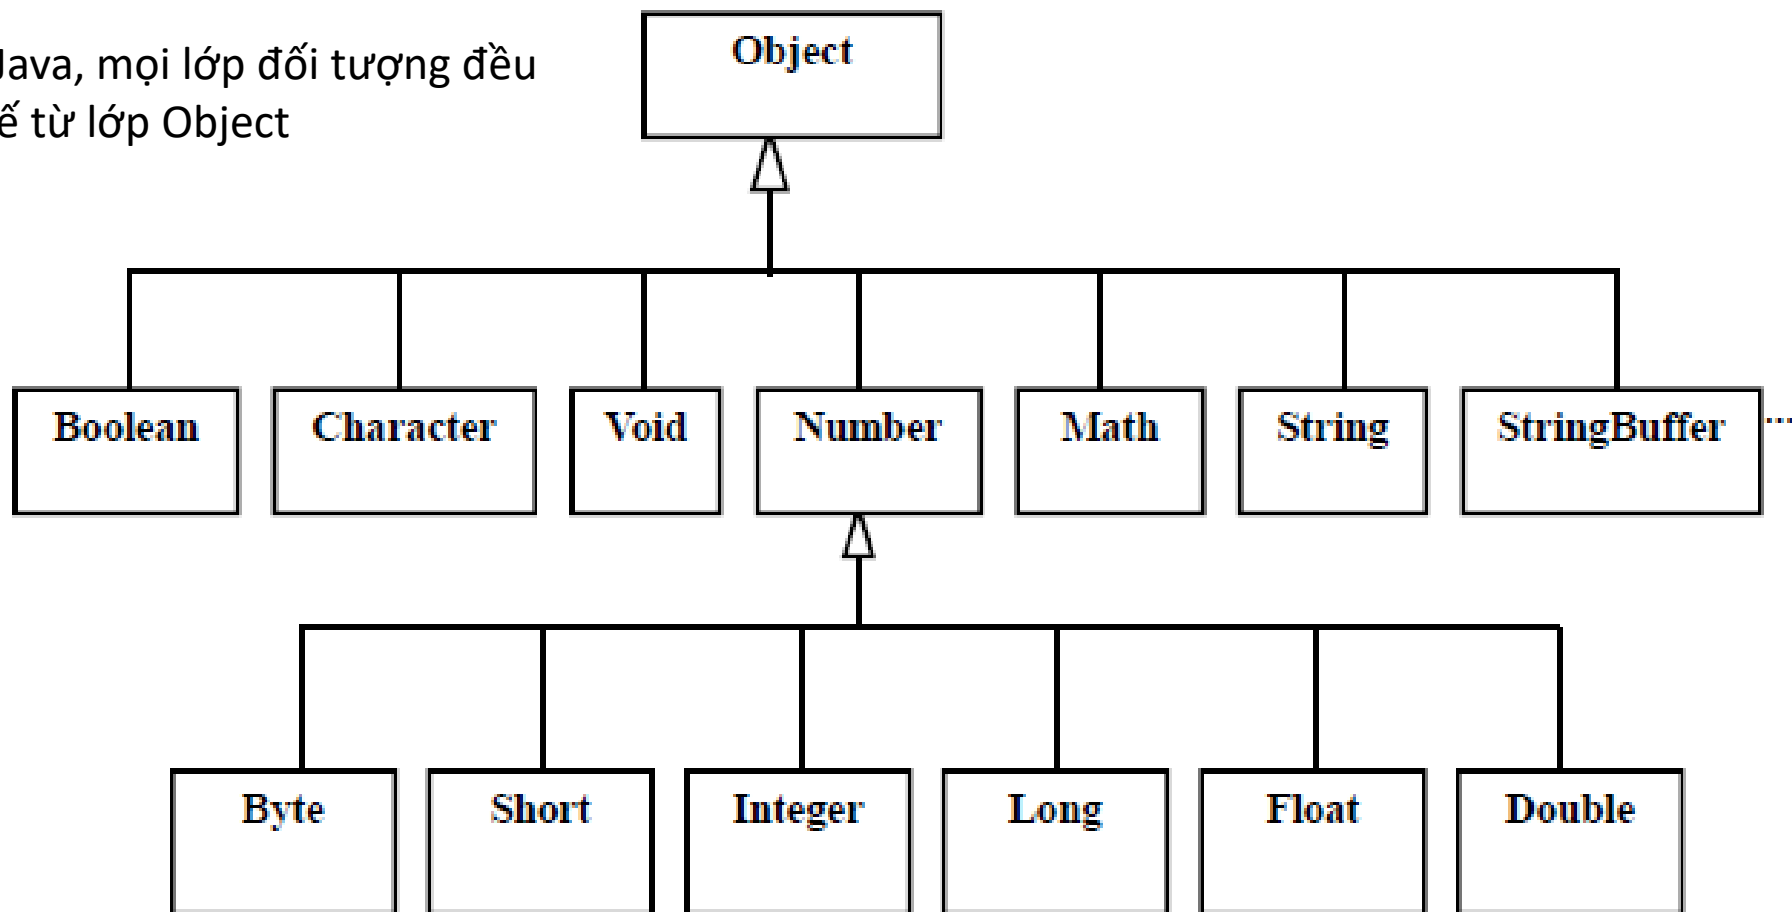 Java, mọi lớp đối tượng đều
ế từ lớp Object
Object
Boolean Character Void Number Math String StringBuffer ...
Byte Short Integer Long Float Double